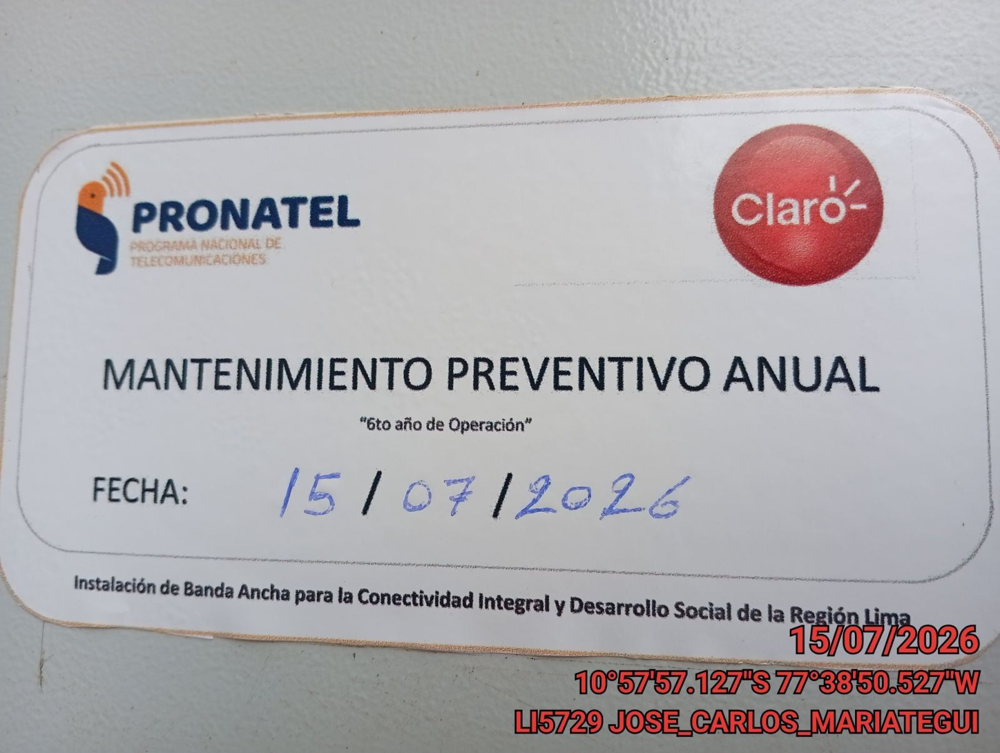 PRONATEL
PROGRAMA NACIONAL DE
TELECOMUNICACIONES
Claro
MANTENIMIENTO PREVENTIVO ANUAL
"6to año de Operación"
FECHA: 15 / 07 / 2026
Instalación de Banda Ancha para la Conectividad Integral y Desarrollo Social de la Región Lima
15/07/2026
10°57'57.127"S 77°38'50.527"W
LI5729 JOSE_CARLOS_MARIATEGUI